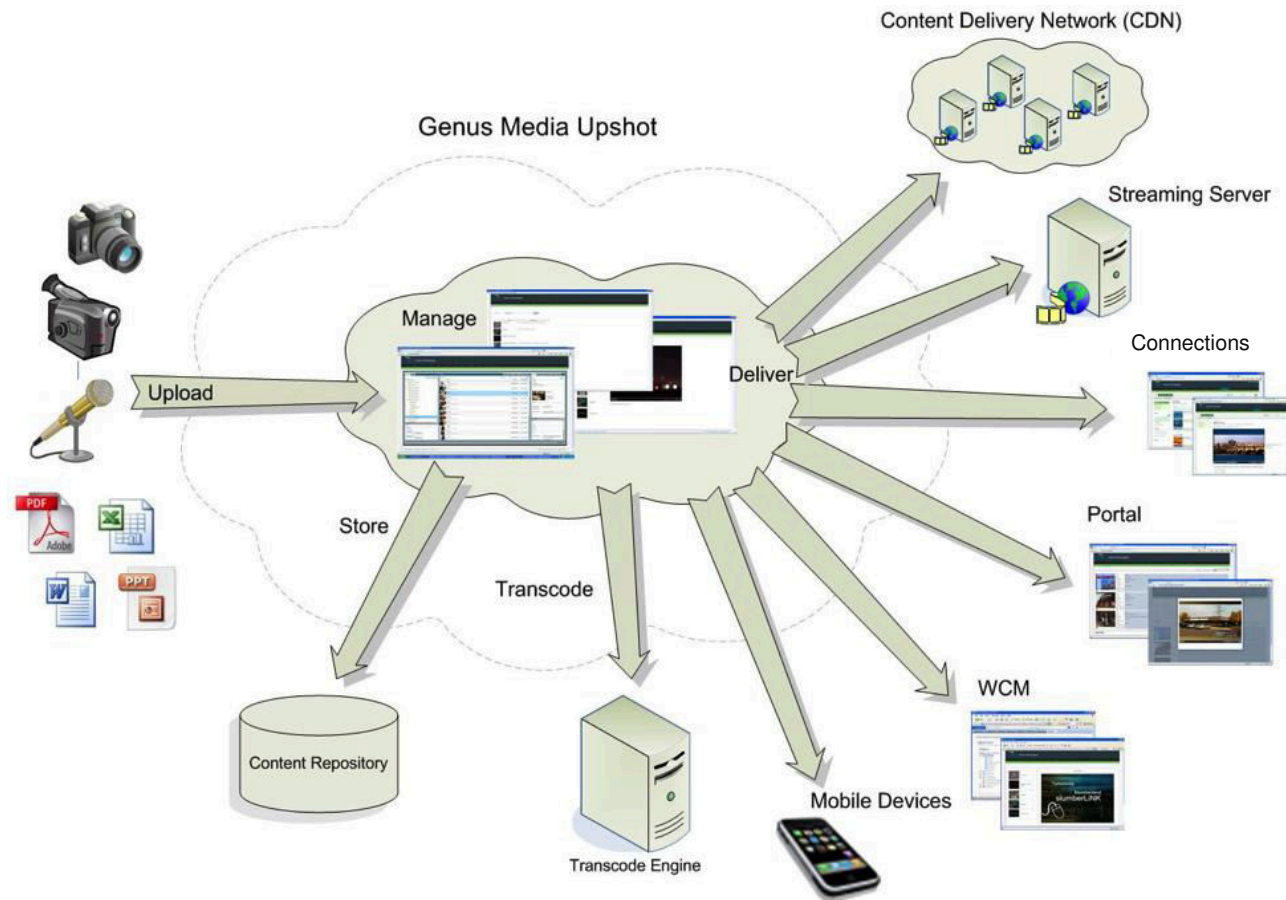 Content Delivery Network (CDN)
Genus Media Upshot
Streaming Server
Manage
Connections
Deliver
Upload
PDF
Adobe
Store
Portal
Transcode
W
PPT
WCM
Content Repository
slumberLINK
Mobile Devices
Transcode Engine